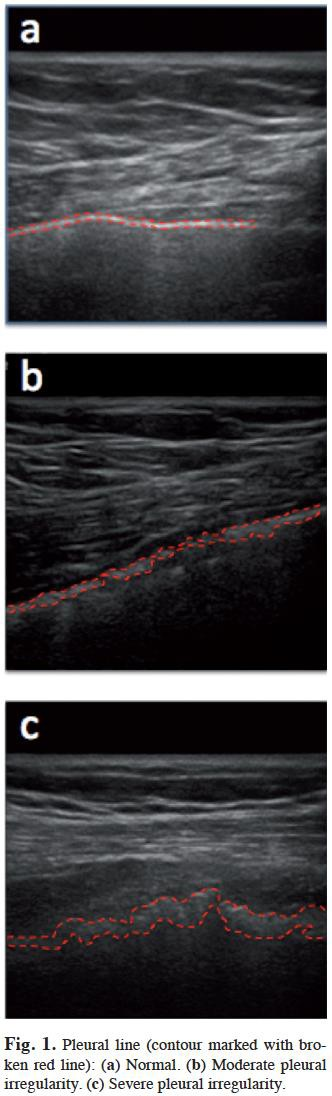 a
b
c
Fig. 1. Pleural line (contour marked with bro-
ken red line): (a) Normal. (b) Moderate pleural
irregularity. (c) Severe pleural irregularity.